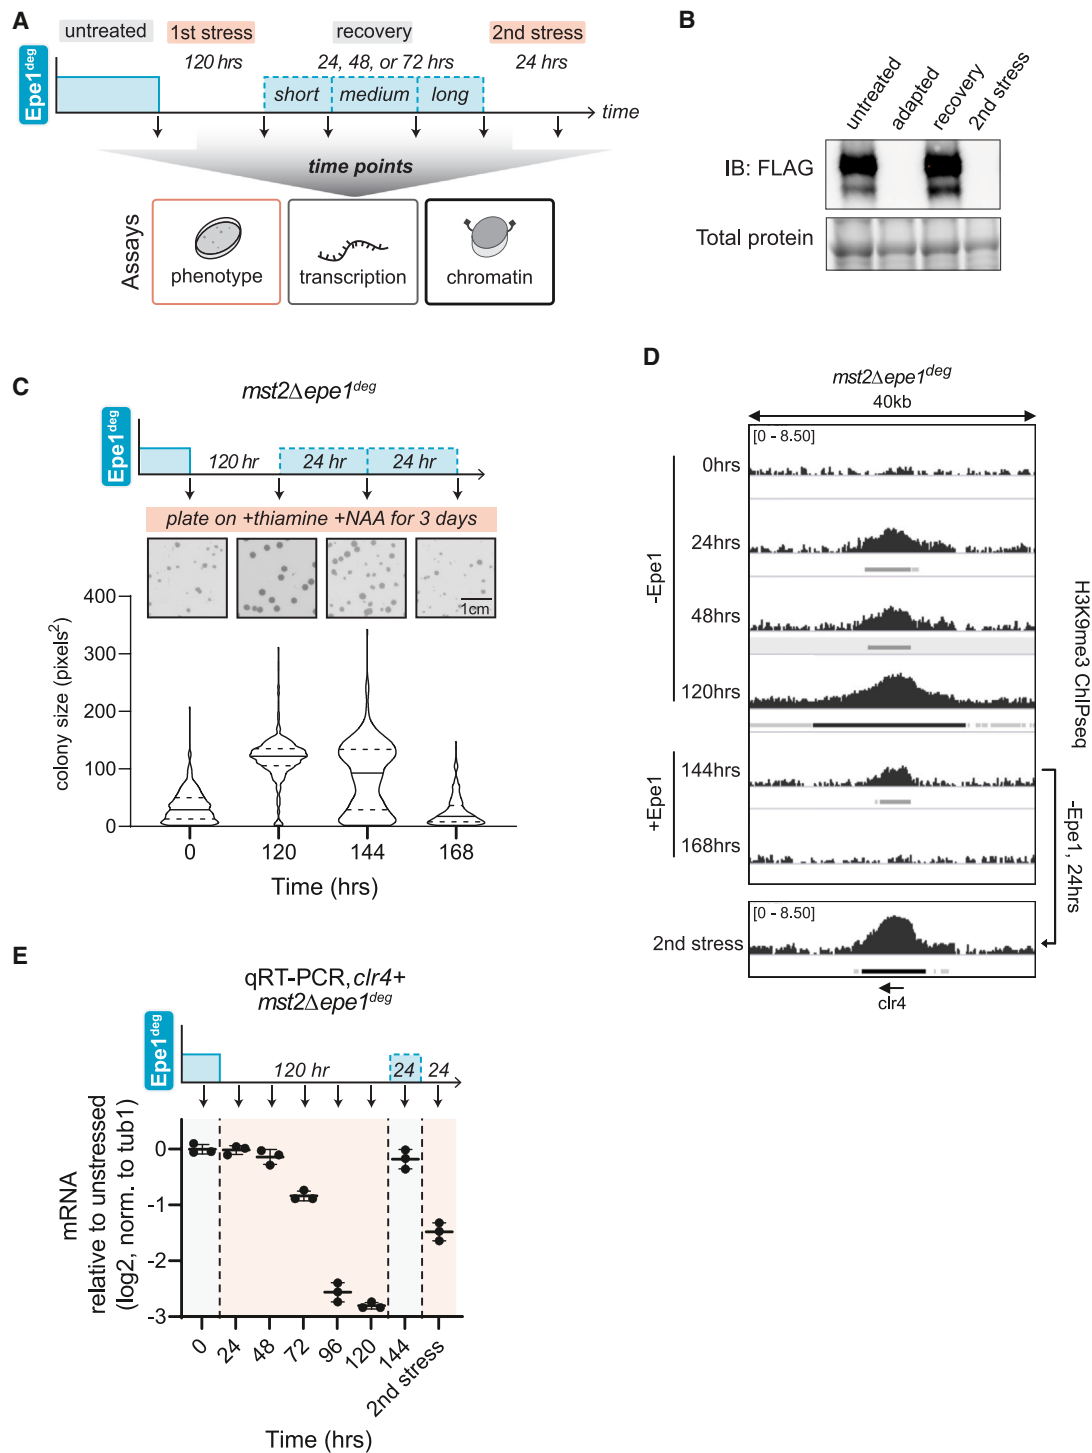 A
untreated
1st stress
recovery
2nd stress
120 hrs
24, 48, or 72 hrs
24 hrs
Epe1deg
short
medium
long
time
time points
Assays
phenotype
transcription
chromatin
B
untreated
adapted
recovery
2nd stress
IB: FLAG
Total protein
C
mst2Δepe1deg
Epe1deg
120 hr
24 hr
24 hr
plate on +thiamine +NAA for 3 days
1cm
colony size (pixels2)
400
300
200
100
0
0
120
144
168
Time (hrs)
D
mst2Δepe1deg
40kb
[0 - 8.50]
0hrs
24hrs
48hrs
120hrs
144hrs
168hrs
-Epe1
+Epe1
H3K9me3 ChIPseq
-Epe1, 24hrs
[0 - 8.50]
2nd stress
clr4
E
qRT-PCR, clr4+
mst2Δepe1deg
Epe1deg
120 hr
24
24
mRNA
relative to unstressed
(log2, norm. to tub1)
0
-1
-2
-3
0
24
48
72
96
120
144
2nd stress
Time (hrs)